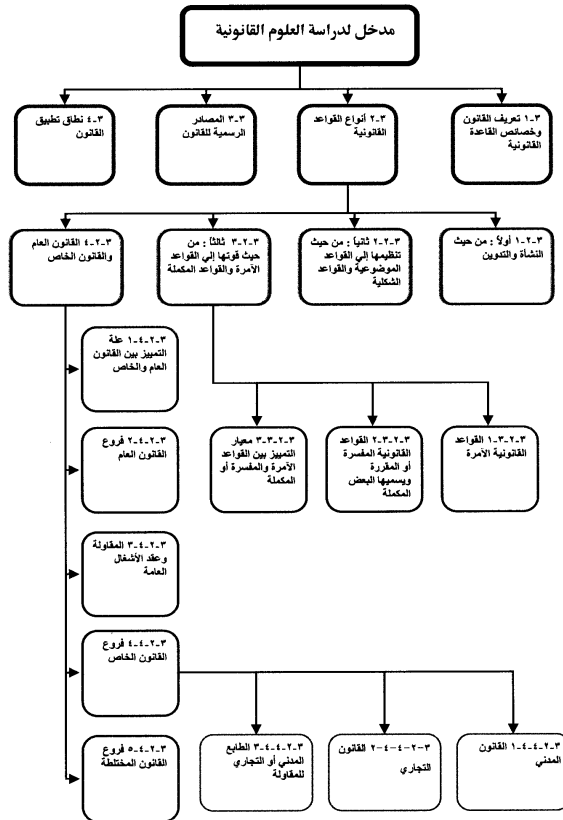 مدخل لدراسة العلوم القانونية
٣-١ تعريف القانون
وخصائص القاعدة
القانونية
٣-٢ أنواع القواعد
القانونية
٣-٣ المصادر
الرسمية للقانون
٣-٤ نطاق تطبيق
القانون
٣-٢-١ أولاً : من حيث
النشأة والتدوين
٣-٢-٢ ثانياً : من حيث
تنظيمها إلي القواعد
الموضوعية والقواعد
الشكلية
٣-٢-٣ ثالثاً : من
حيث قوتها إلي القواعد
الآمرة والقواعد المكملة
٣-٢-٤ القانون العام
والقانون الخاص
٣-٢-٣-١ القواعد
القانونية الآمرة
٣-٢-٣-٢ القواعد
القانونية المفسرة
أو المقررة
ويسميها البعض
المكملة
٣-٢-٣-٣ معيار
التمييز بين القواعد
الآمرة والمفسرة أو
المكملة
٣-٢-٤-١ علة
التمييز بين القانون
العام والخاص
٣-٢-٤-٢ فروع
القانون العام
٣-٢-٤-٣ المقاولة
وعقد الأشغال
العامة
٣-٢-٤-٤ فروع
القانون الخاص
٣-٢-٤-٥ فروع
القانون المختلطة
٣-٢-٤-٤-١ القانون
المدني
٣-٢-٤-٤-٢ القانون
التجاري
٣-٢-٤-٤-٣ الطابع
المدني أو التجاري
للمقاولة